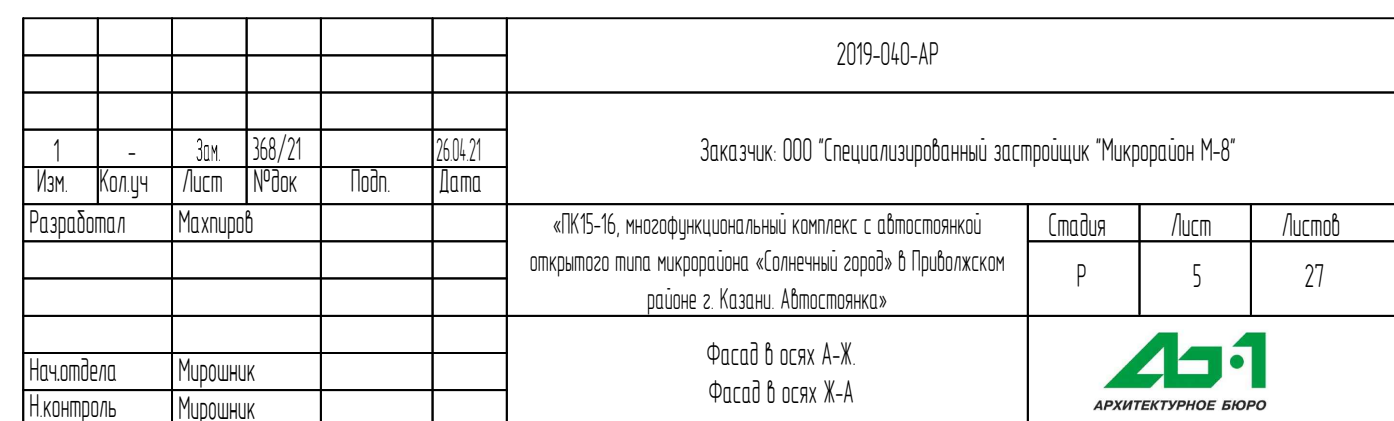 2019-040-АР
Заказчик: ООО "Специализированный застройщик "Микрорайон М-8"
1 - Зам. 368/21 26.04.21
Изм. Кол.уч Лист №док Подп. Дата
Разработал Махпиров
«ПК15-16, многофункциональный комплекс с автостоянкой
открытого типа микрорайона «Солнечный город» в Приволжском
районе г. Казани. Автостоянка»
Стадия Лист Листов
Р 5 27
Нач.отдела Мирошник
Н.контроль Мирошник
Фасад в осях А-Ж.
Фасад в осях Ж-А
АБ•1
АРХИТЕКТУРНОЕ БЮРО